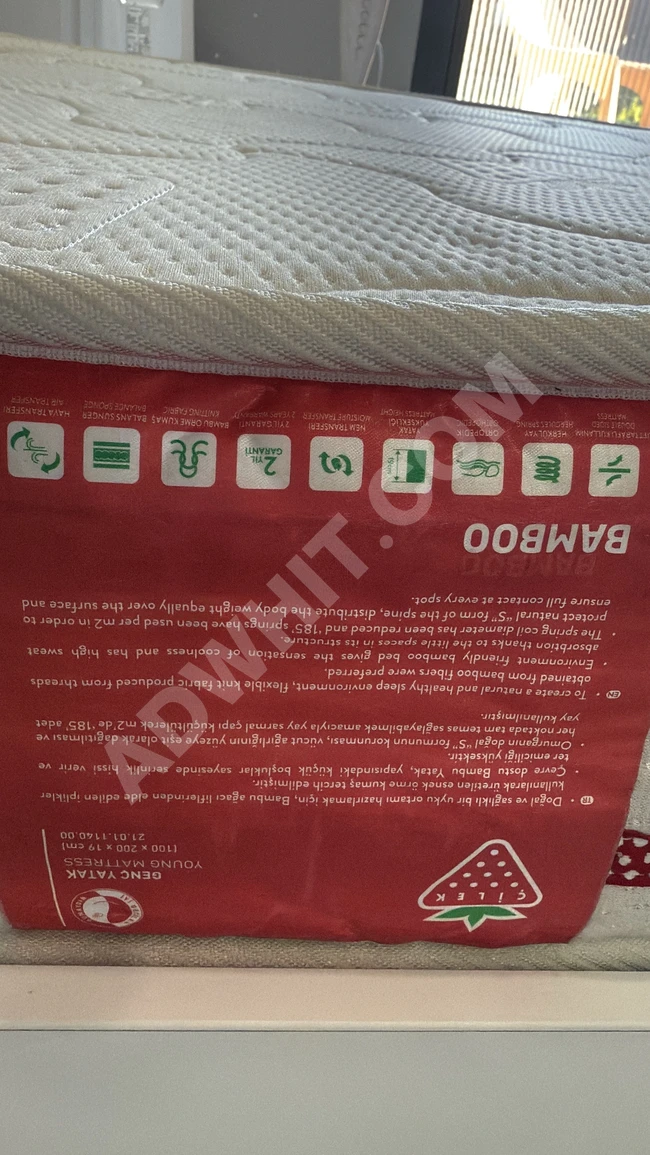 ÇİLEK
GENÇ YATAK
YOUNG MATTRESS
(100 x 200 x 19 cm)
21.01.1140.00
TR
• Doğal ve sağlıklı bir uyku ortamı hazırlamak için, Bambu ağacı liflerinden elde edilen iplikler
kullanılarak üretilen esnek örme kumaş tercih edilmiştir.
• Çevre dostu Bambu Yatak, yapısındaki küçük boşluklar sayesinde serinlik hissi verir ve
ter emiciliği yüksektir.
• Omurganın doğal "S" formunun korunması, vücut ağırlığının yüzeye eşit olarak dağıtılması ve
her noktada tam temas sağlayabilmek amacıyla yay sarmal çapı küçültülerek m2'de '185' adet
yay kullanılmıştır.
EN
• To create a natural and healthy sleep environment, flexible knit fabric produced from threads
obtained from bamboo fibers were preferred.
• Environment friendly bamboo bed gives the sensation of coolness and has high sweat
absorption thanks to the little spaces in its structure.
• The spring coil diameter has been reduced and '185' springs have been used per m2 in order to
protect natural "S" form of the spine, distribute the body weight equally over the surface and
ensure full contact at every spot.
BAMBOO
2 YIL
GARANTİ
19 cm
ÇİFT TARAFLI KULLANIM
DOUBLE SIDED
MATTRESS
HERKÜL YAY
HERCULES SPRING
ORTOPEDİK
ORTHOPEDIC
YATAK
YÜKSEKLİĞİ
MATTRESS HEIGHT
NEM TRANSFERİ
MOISTURE TRANSFER
2 YIL GARANTİ
2 YEARS WARRANTY
BAMBU ÖRME KUMAŞ
KNITTING FABRIC
BALANS SÜNGER
BALANCE SPONGE
HAVA TRANSFERİ
AIR TRANSFER
ADWHIT.COM